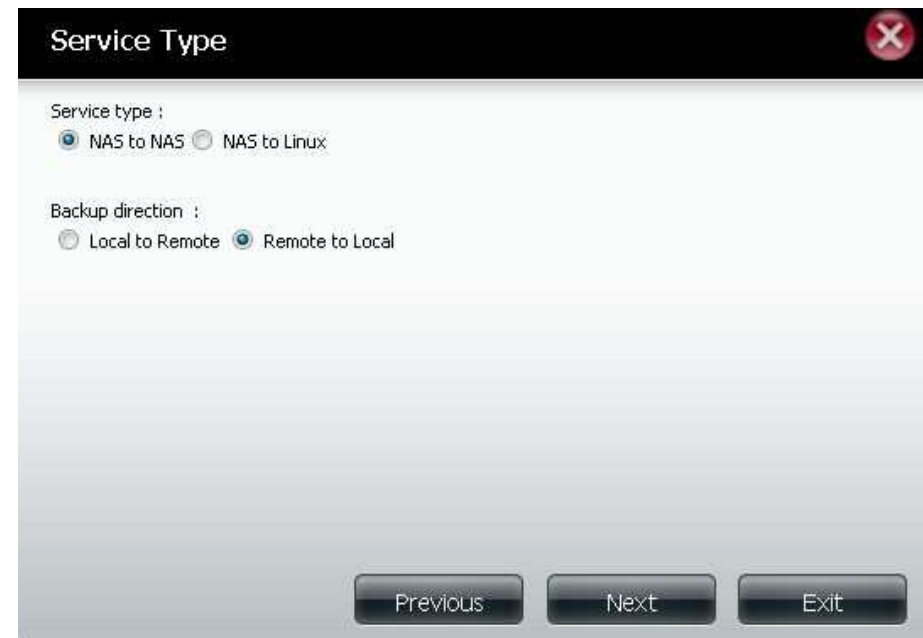 Service Type
Service type :
NAS to NAS NAS to Linux
Backup direction :
Local to Remote Remote to Local
Previous Next Exit